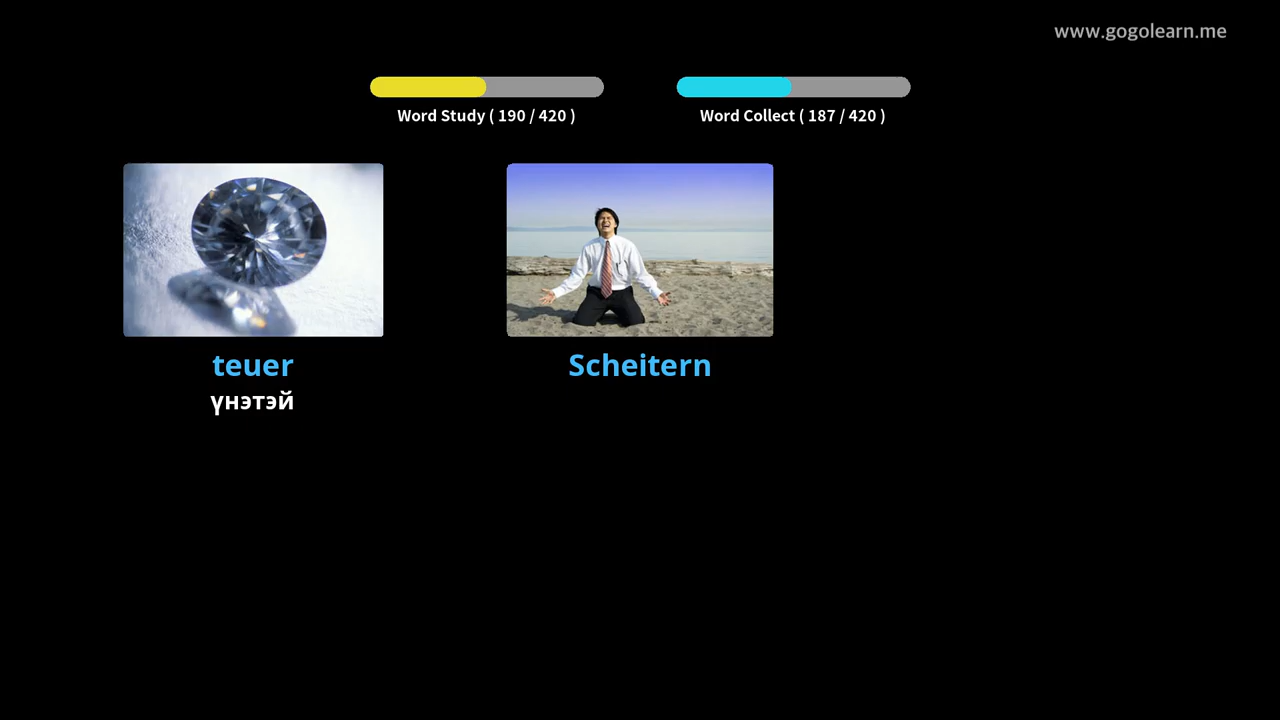 www.gogolearn.me
Word Study ( 190 / 420 )
Word Collect ( 187 / 420 )
teuer
үнэтэй
Scheitern